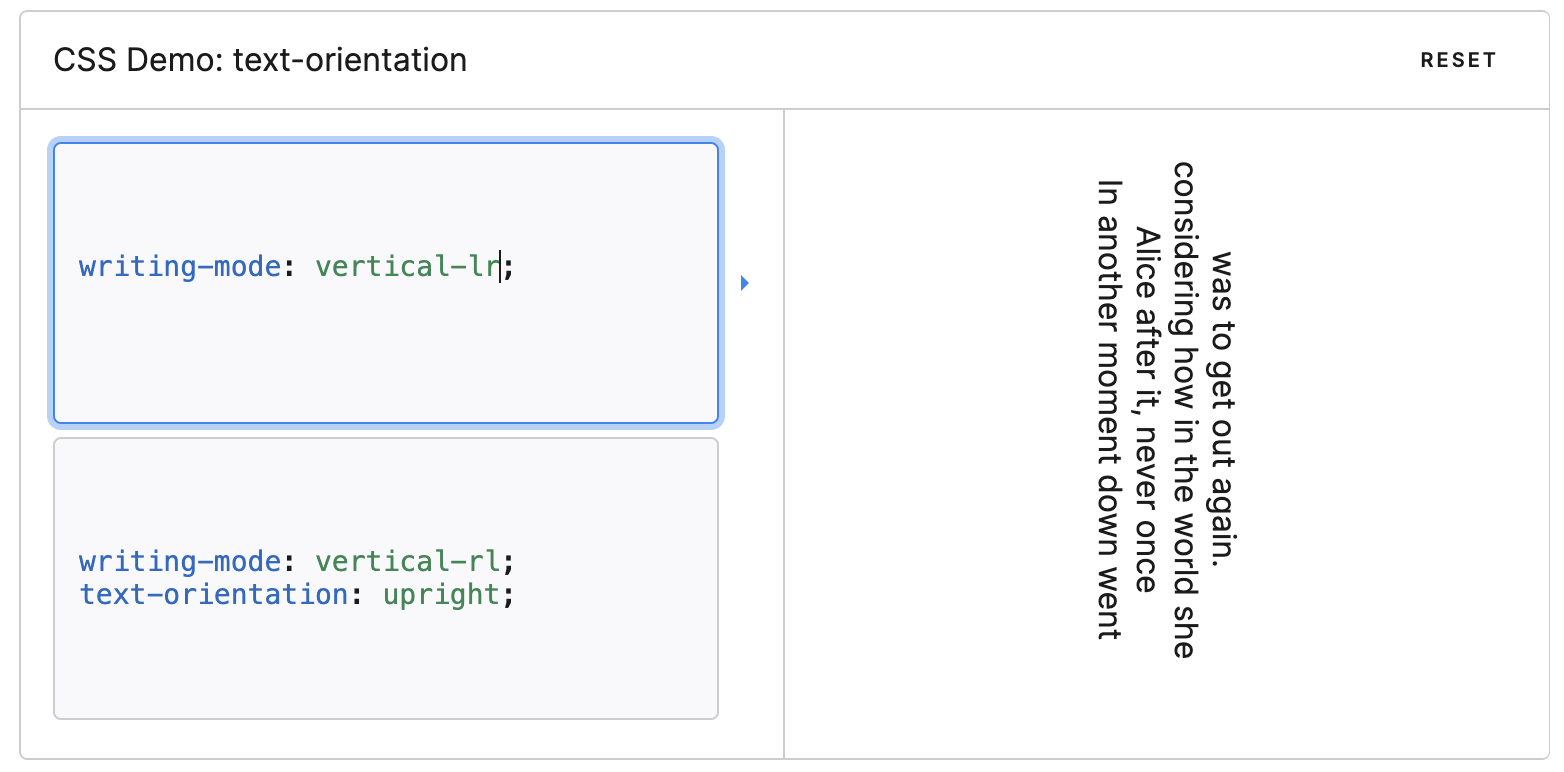 CSS Demo: text-orientation
RESET
writing-mode: vertical-lr;
writing-mode: vertical-rl;
text-orientation: upright;
In another moment down went
Alice after it, never once
considering how in the world she
was to get out again.